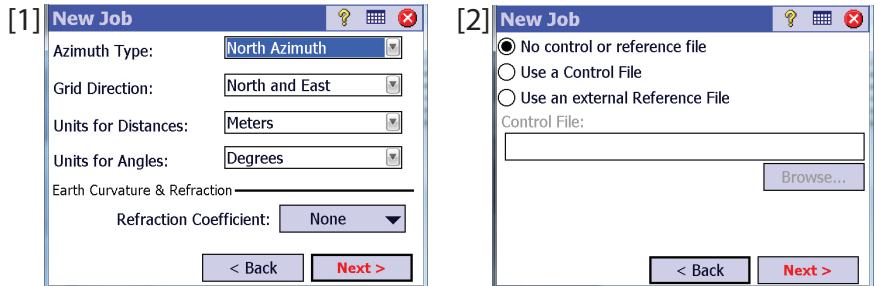 [1]
New Job
Azimuth Type: North Azimuth
Grid Direction: North and East
Units for Distances: Meters
Units for Angles: Degrees
Earth Curvature & Refraction
Refraction Coefficient: None
< Back Next >
[2]
New Job
No control or reference file
Use a Control File
Use an external Reference File
Control File:
Browse...
< Back Next >